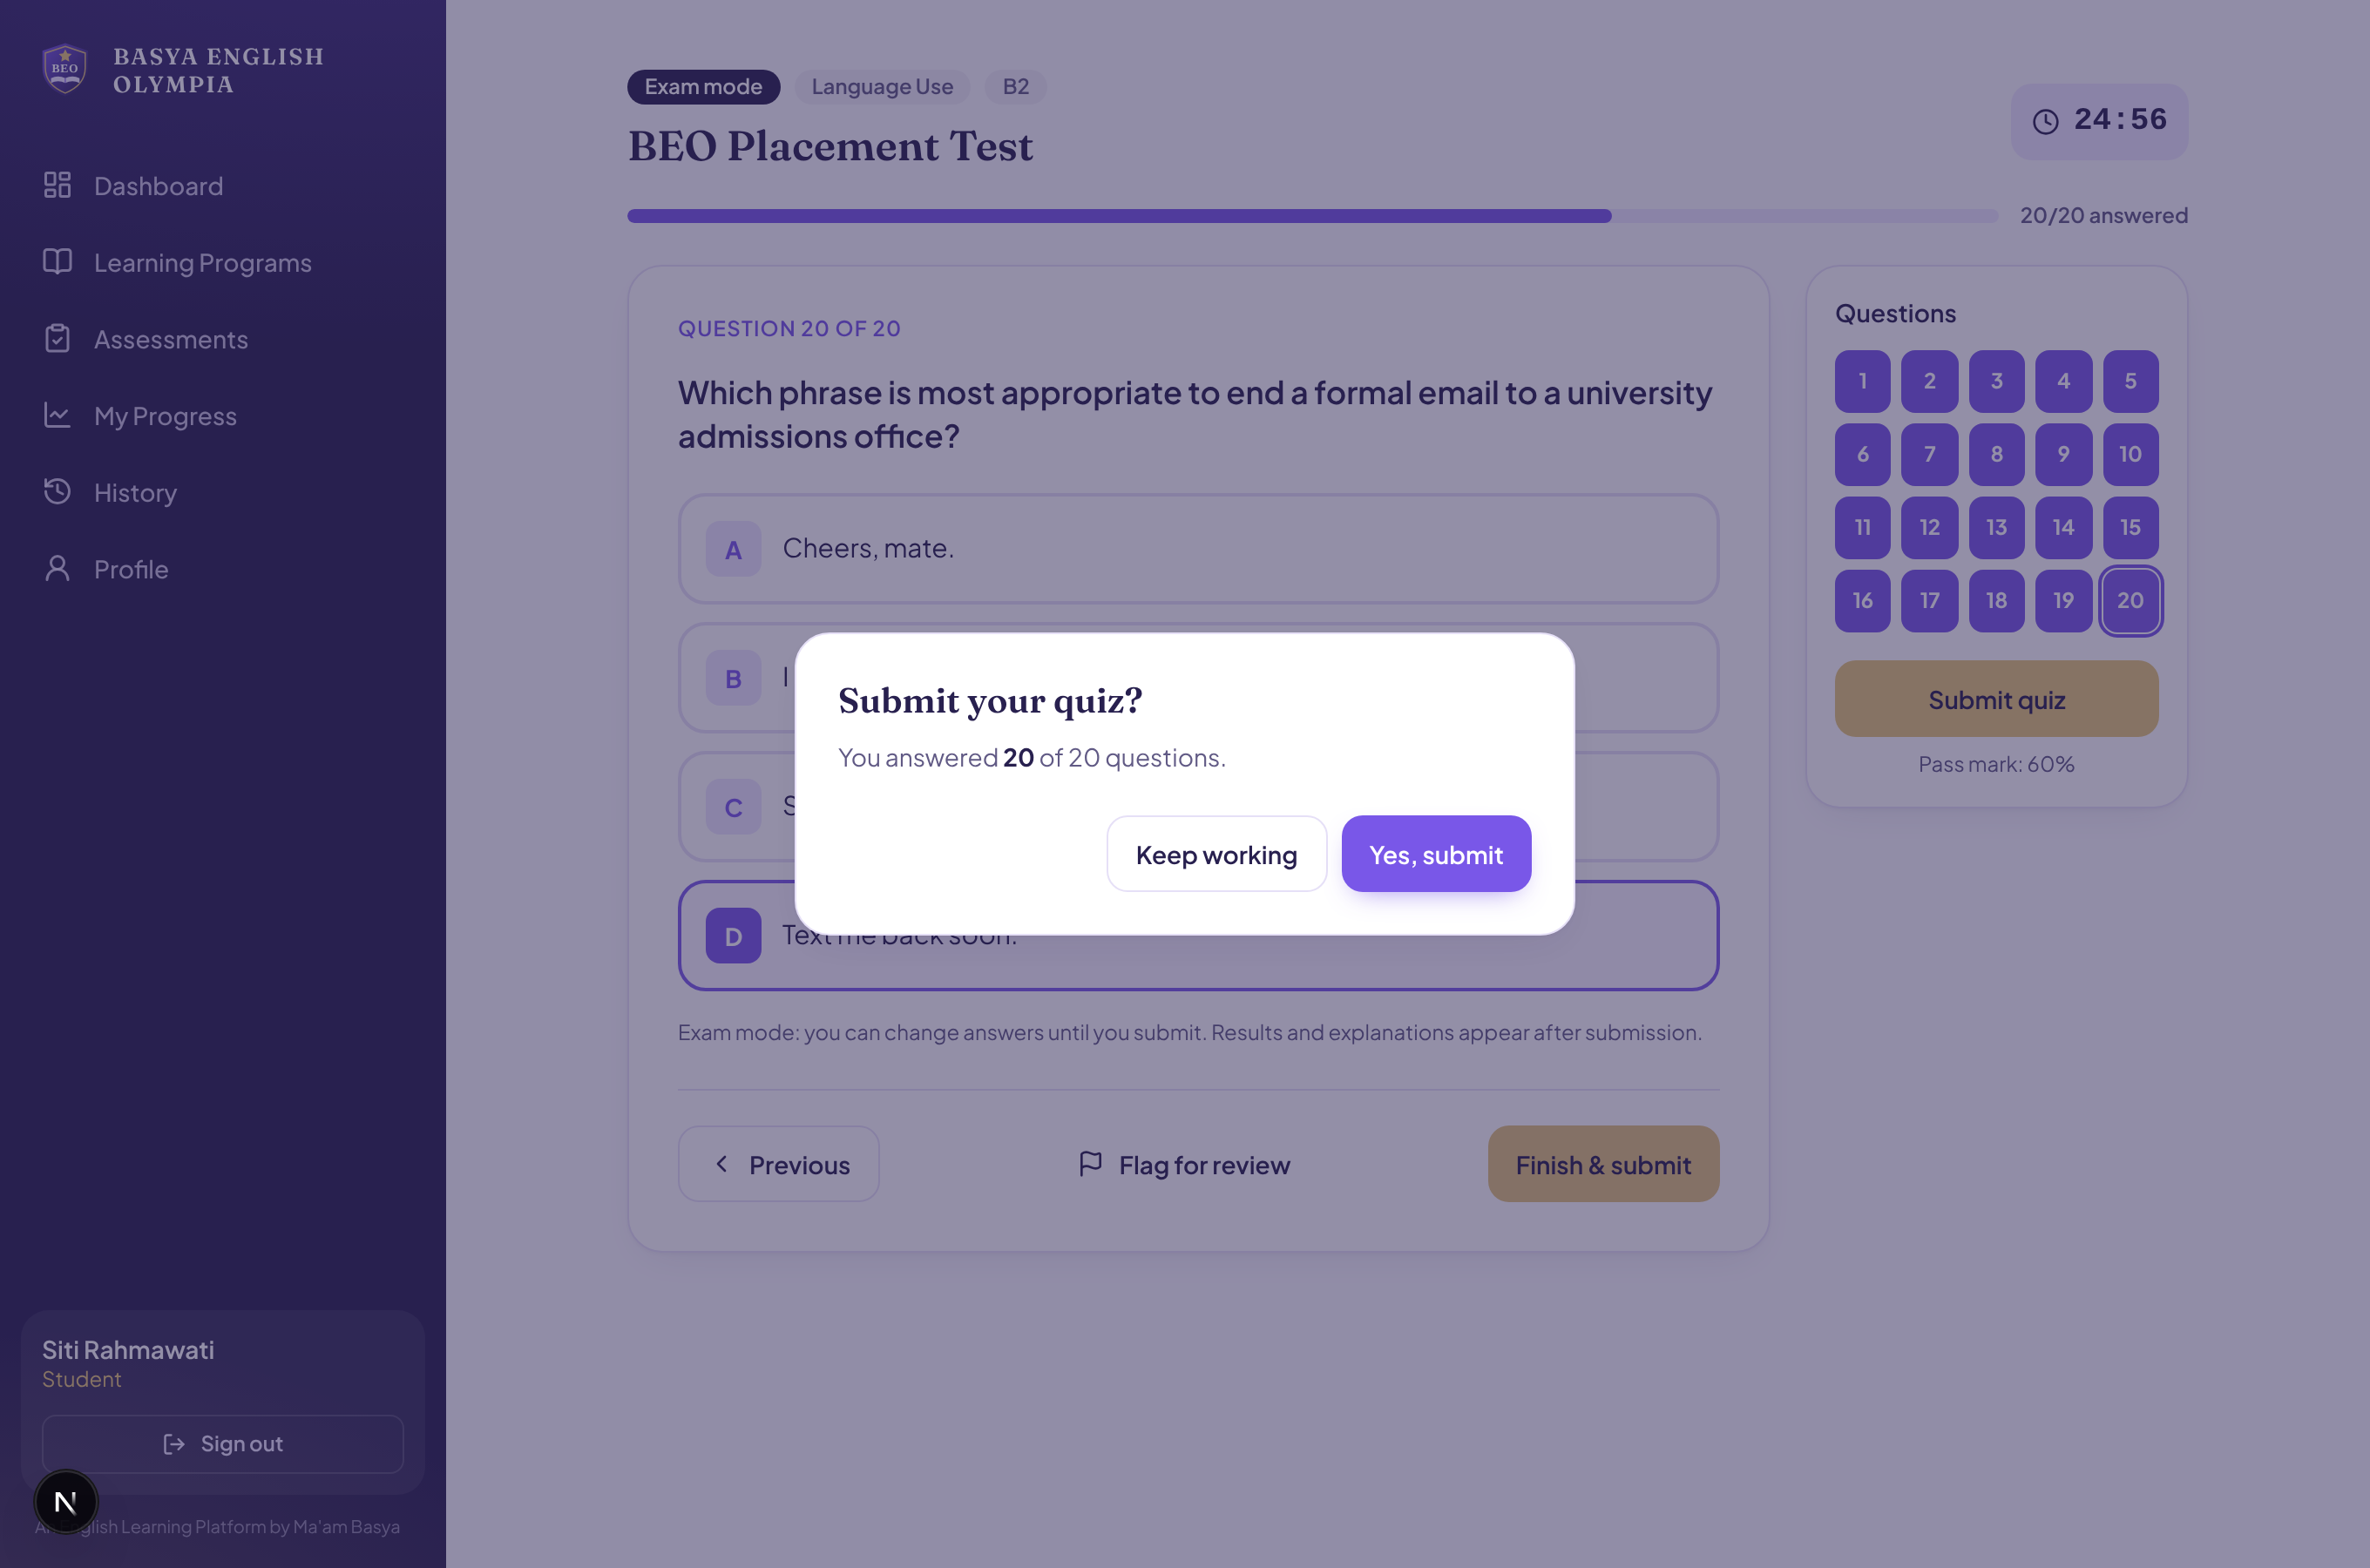 BEO
BASYA ENGLISH
OLYMPIA
Dashboard
Learning Programs
Assessments
My Progress
History
Profile
Siti Rahmawati
Student
Sign out
N
English Learning Platform by Ma'am Basya
Exam mode
Language Use
B2
BEO Placement Test
24:56
20/20 answered
QUESTION 20 OF 20
Which phrase is most appropriate to end a formal email to a university
admissions office?
A
Cheers, mate.
B
I
C
S
D
Text me back soon.
Submit your quiz?
You answered 20 of 20 questions.
Keep working
Yes, submit
Exam mode: you can change answers until you submit. Results and explanations appear after submission.
Previous
Flag for review
Finish & submit
Questions
1 2 3 4 5
6 7 8 9 10
11 12 13 14 15
16 17 18 19 20
Submit quiz
Pass mark: 60%